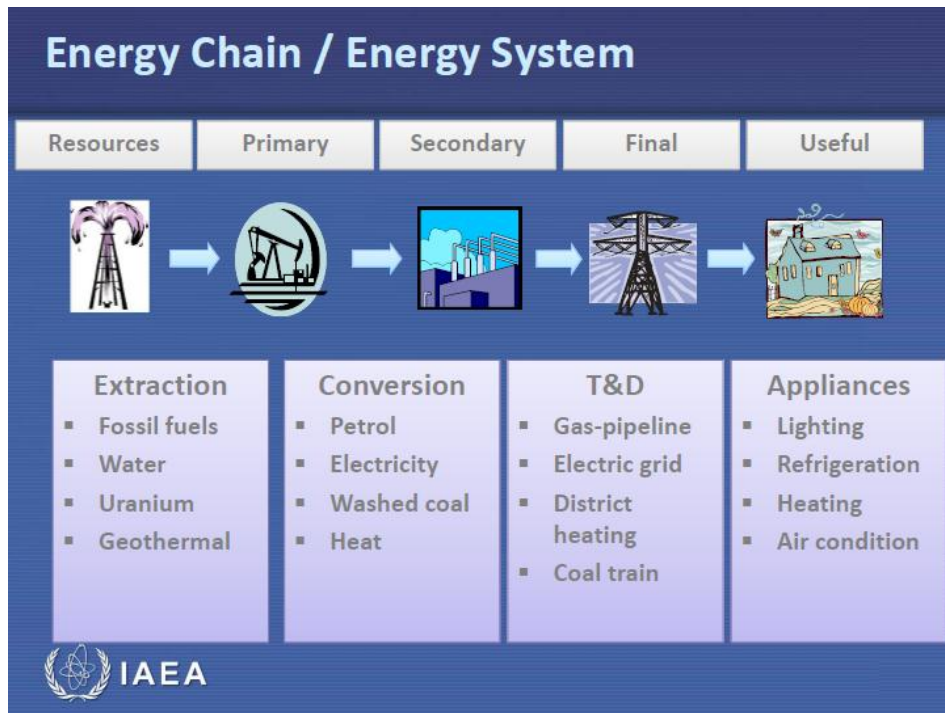 Energy Chain / Energy System
Resources
Primary
Secondary
Final
Useful
Extraction
▪ Fossil fuels
▪ Water
▪ Uranium
▪ Geothermal
Conversion
▪ Petrol
▪ Electricity
▪ Washed coal
▪ Heat
T&D
▪ Gas-pipeline
▪ Electric grid
▪ District
heating
▪ Coal train
Appliances
▪ Lighting
▪ Refrigeration
▪ Heating
▪ Air condition
IAEA